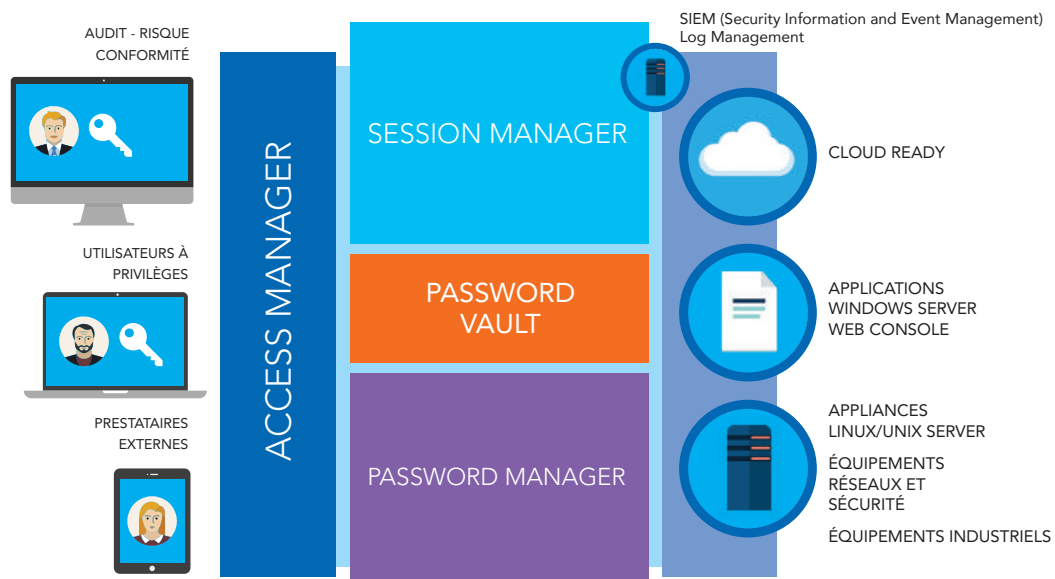 AUDIT - RISQUE
CONFORMITÉ
UTILISATEURS À
PRIVILÈGES
PRESTATAIRES
EXTERNES
ACCESS MANAGER
SESSION MANAGER
PASSWORD
VAULT
PASSWORD MANAGER
SIEM (Security Information and Event Management)
Log Management
CLOUD READY
APPLICATIONS
WINDOWS SERVER
WEB CONSOLE
APPLIANCES
LINUX/UNIX SERVER
ÉQUIPEMENTS
RÉSEAUX ET
SÉCURITÉ
ÉQUIPEMENTS INDUSTRIELS